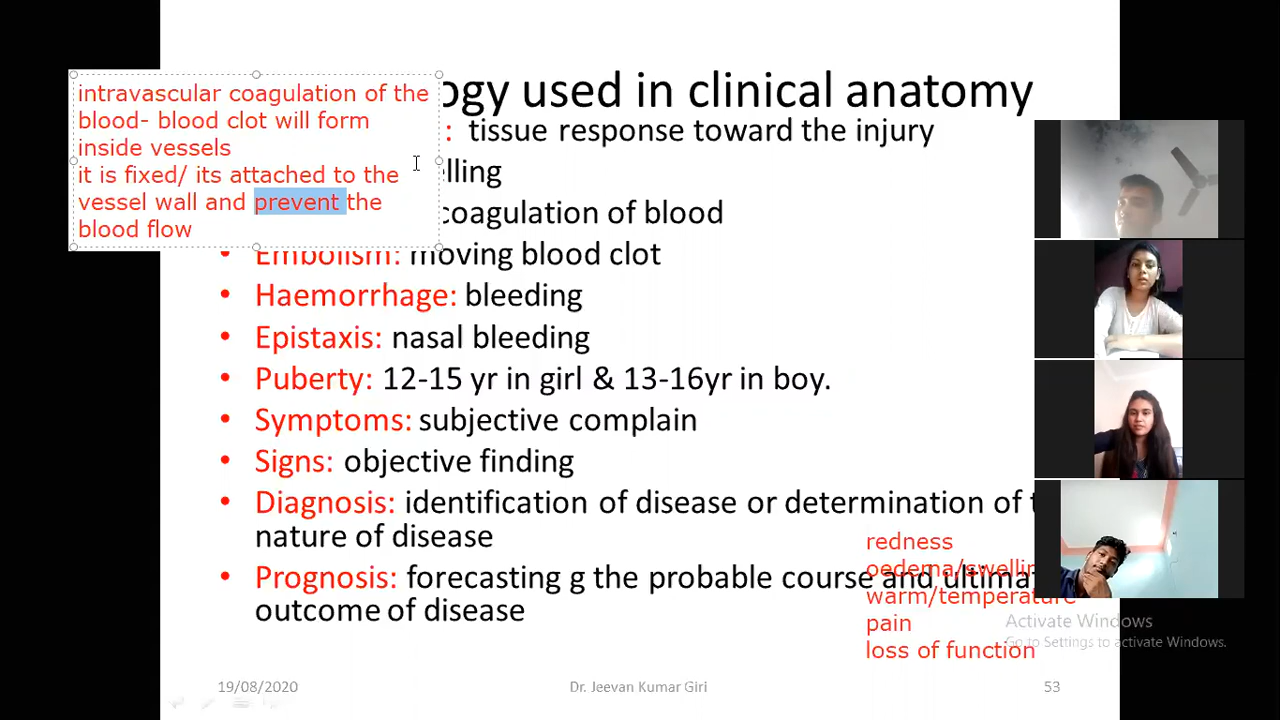 intravascular coagulation of the
blood- blood clot will form
inside vessels
it is fixed/ its attached to the
vessel wall and prevent the
blood flow
ogy used in clinical anatomy
: tissue response toward the injury
lling
coagulation of blood
• Embolism: moving blood clot
• Haemorrhage: bleeding
• Epistaxis: nasal bleeding
• Puberty: 12-15 yr in girl & 13-16yr in boy.
• Symptoms: subjective complain
• Signs: objective finding
• Diagnosis: identification of disease or determination of t
nature of disease
• Prognosis: forecasting g the probable course and ultimat
outcome of disease
redness
oedema/swellin
warm/temperature
pain
loss of function
Activate Windows
Go to Settings to activate Windows.
19/08/2020
Dr. Jeevan Kumar Giri
53